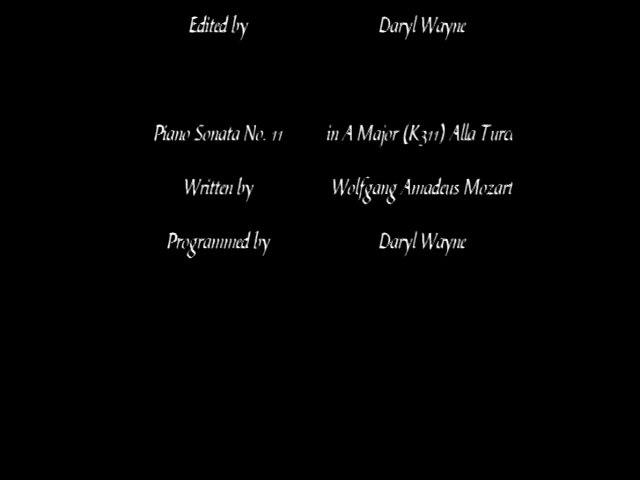 Edited by Daryl Wayne
Piano Sonata No. 11 in A Major (K311) Alla Turca
Written by Wolfgang Amadeus Mozart
Programmed by Daryl Wayne